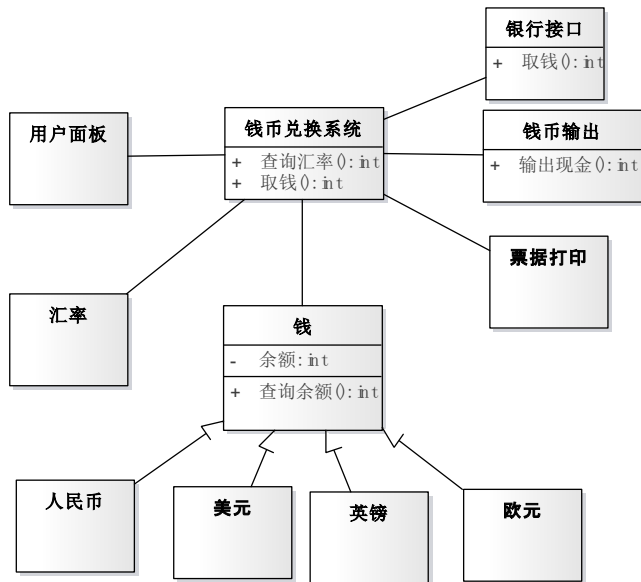 银行接口
+ 取钱():int
用户面板
钱币兑换系统
+ 查询汇率():int
+ 取钱():int
钱币输出
+ 输出现金():int
票据打印
汇率
钱
- 余额:int
+ 查询余额():int
人民币
美元
英镑
欧元